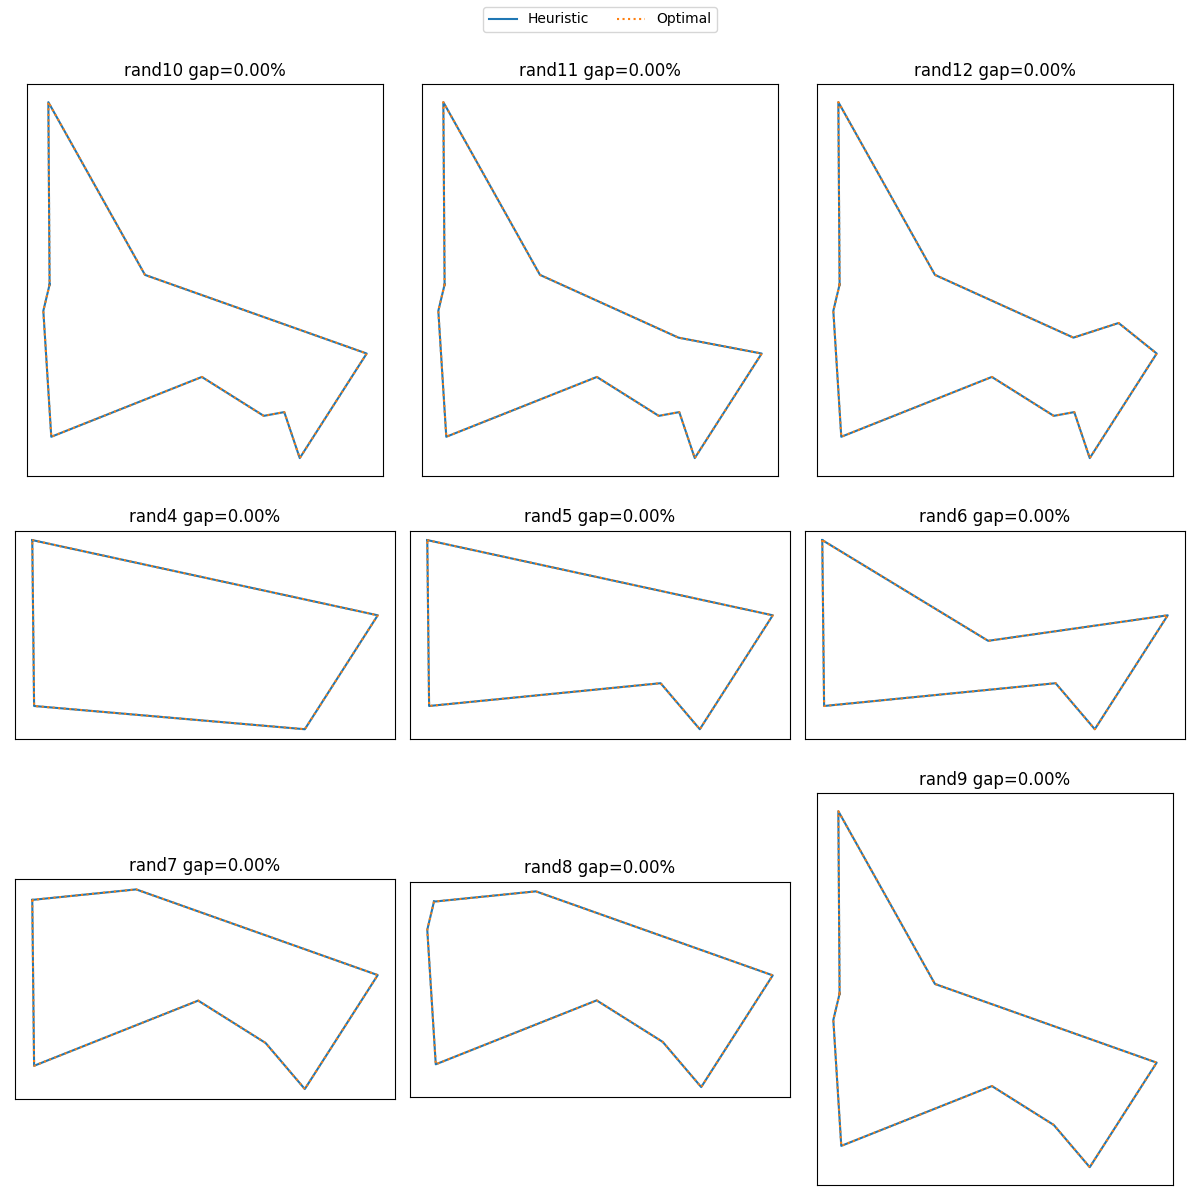 Heuristic Optimal
rand10 gap=0.00% rand11 gap=0.00% rand12 gap=0.00%
rand4 gap=0.00% rand5 gap=0.00% rand6 gap=0.00%
rand7 gap=0.00% rand8 gap=0.00% rand9 gap=0.00%